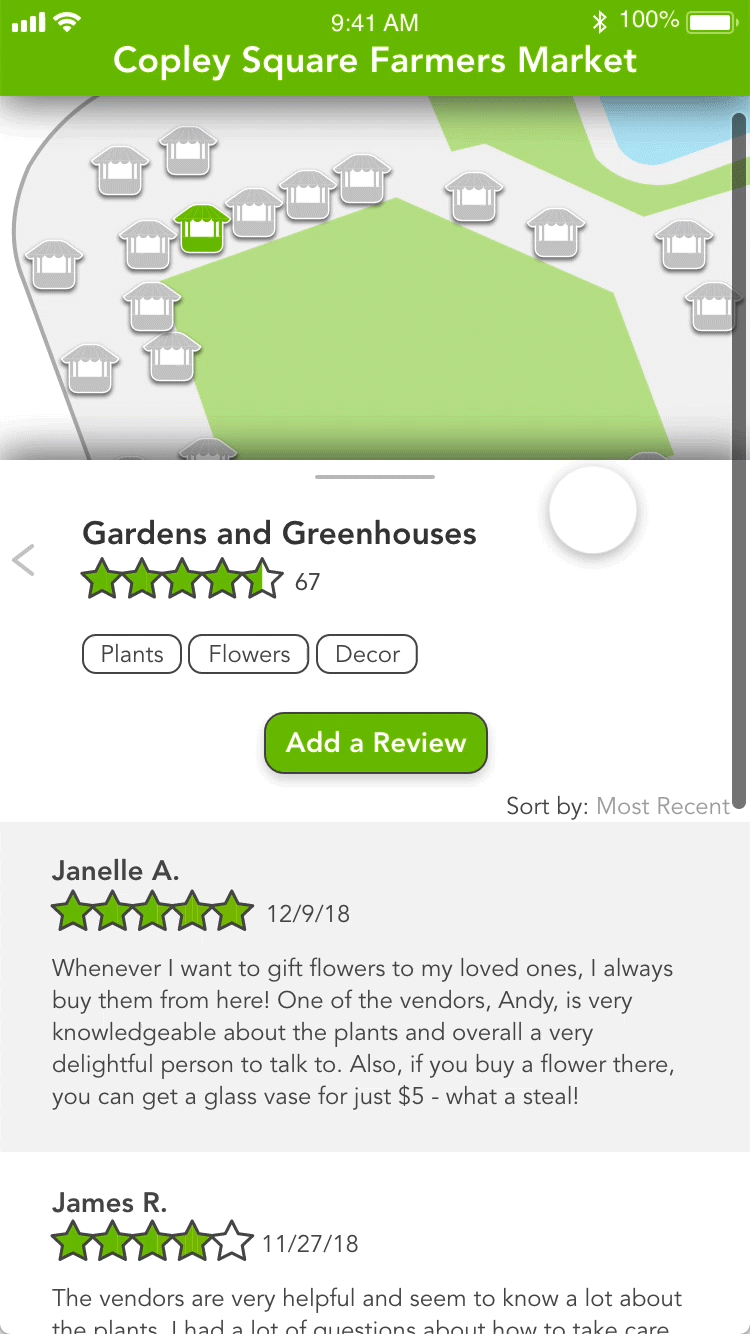 9:41 AM 100%
Copley Square Farmers Market
Gardens and Greenhouses
67
Plants Flowers Decor
Add a Review
Sort by: Most Recent
Janelle A.
12/9/18
Whenever I want to gift flowers to my loved ones, I always
buy them from here! One of the vendors, Andy, is very
knowledgeable about the plants and overall a very
delightful person to talk to. Also, if you buy a flower there,
you can get a glass vase for just $5 - what a steal!
James R.
11/27/18
The vendors are very helpful and seem to know a lot about
the plants. I had a lot of questions about how to take care